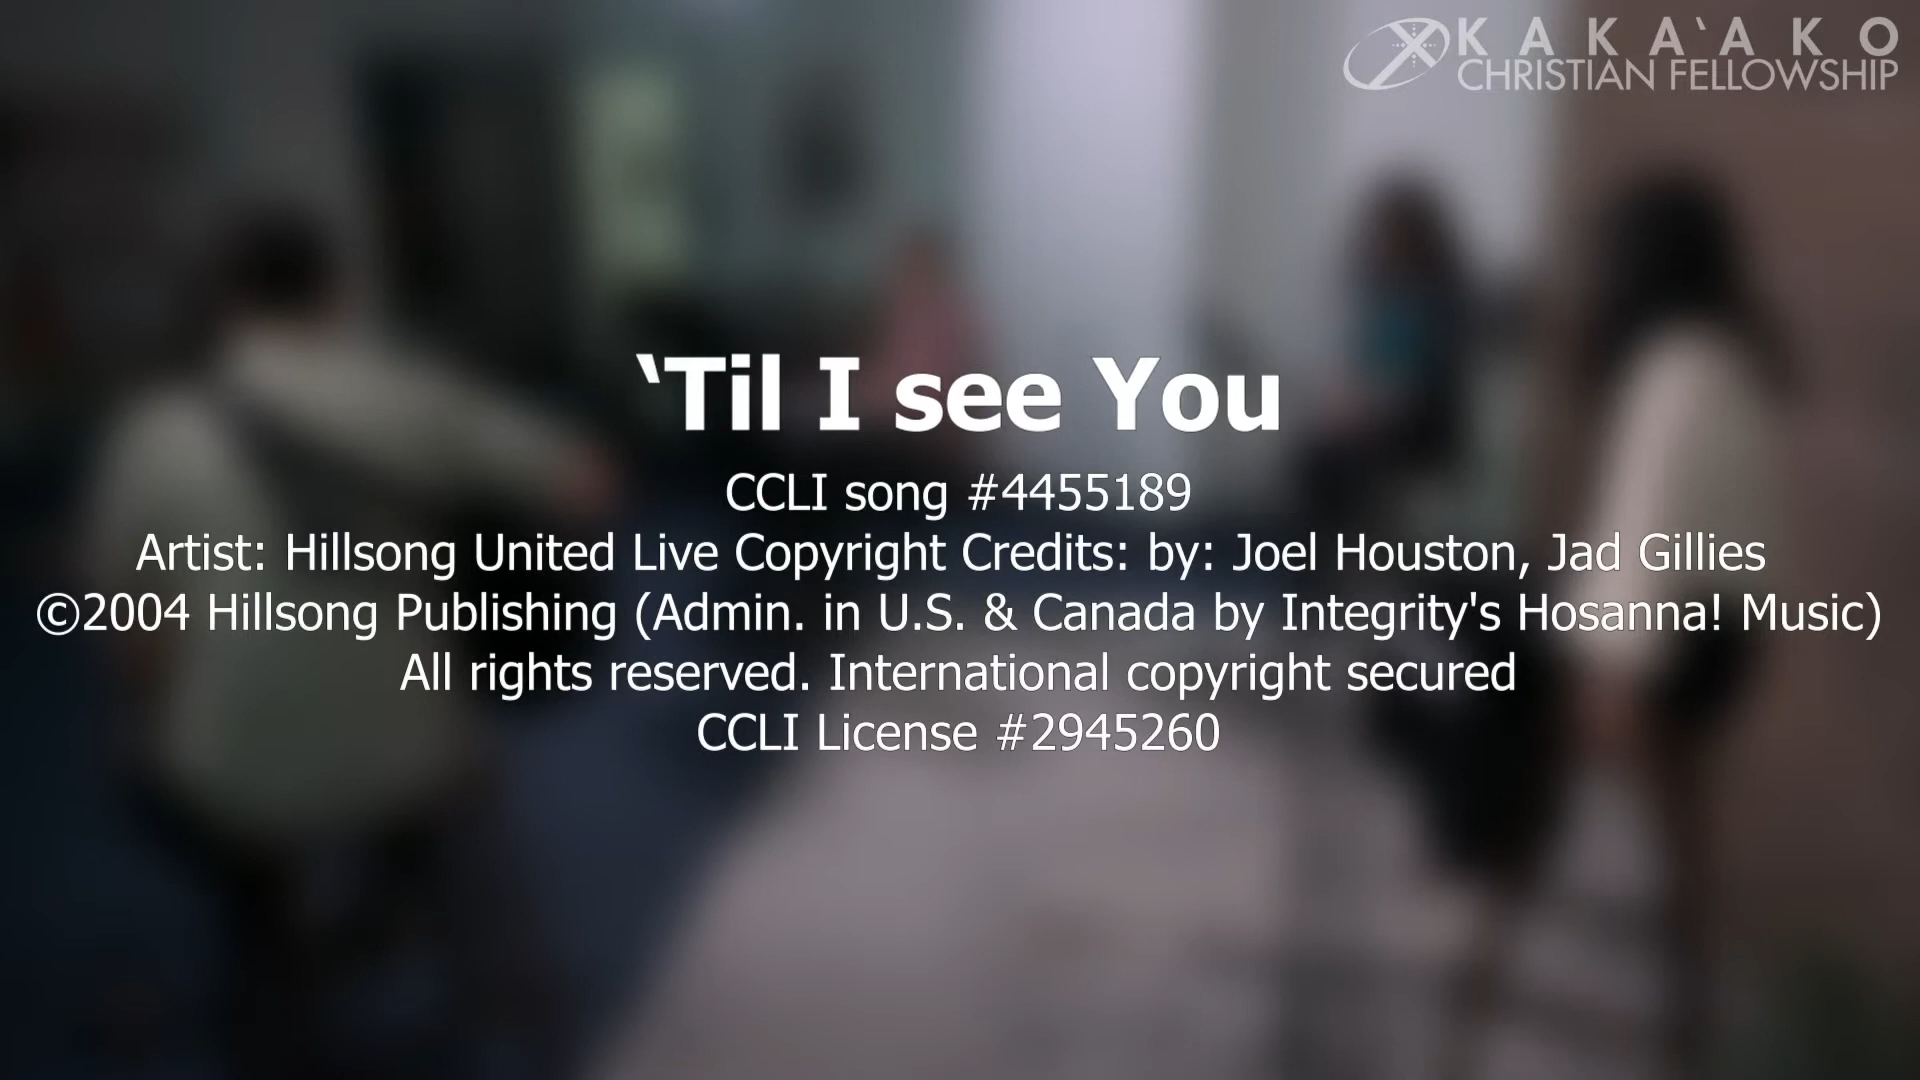 KAKAʻAKO
CHRISTIAN FELLOWSHIP
‘Til I see You
CCLI song #4455189
Artist: Hillsong United Live Copyright Credits: by: Joel Houston, Jad Gillies
©2004 Hillsong Publishing (Admin. in U.S. & Canada by Integrity's Hosanna! Music)
All rights reserved. International copyright secured
CCLI License #2945260